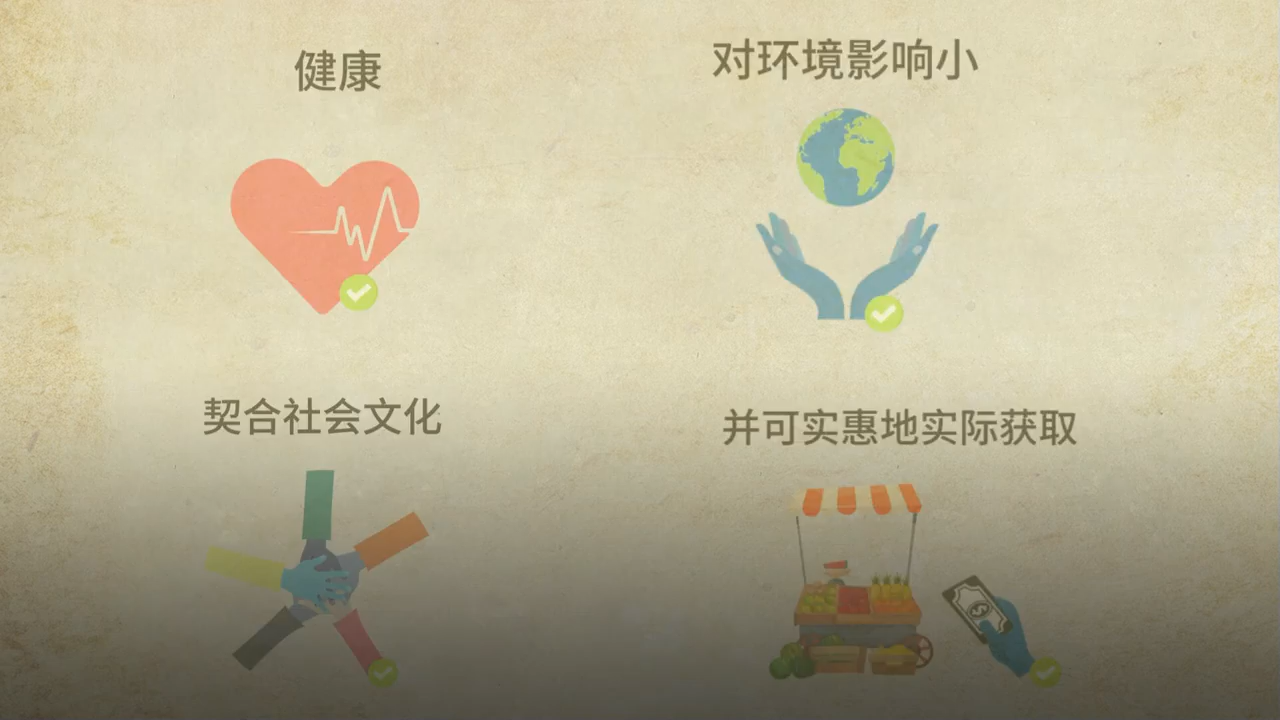 健康
对环境影响小
契合社会文化
并可实惠地实际获取